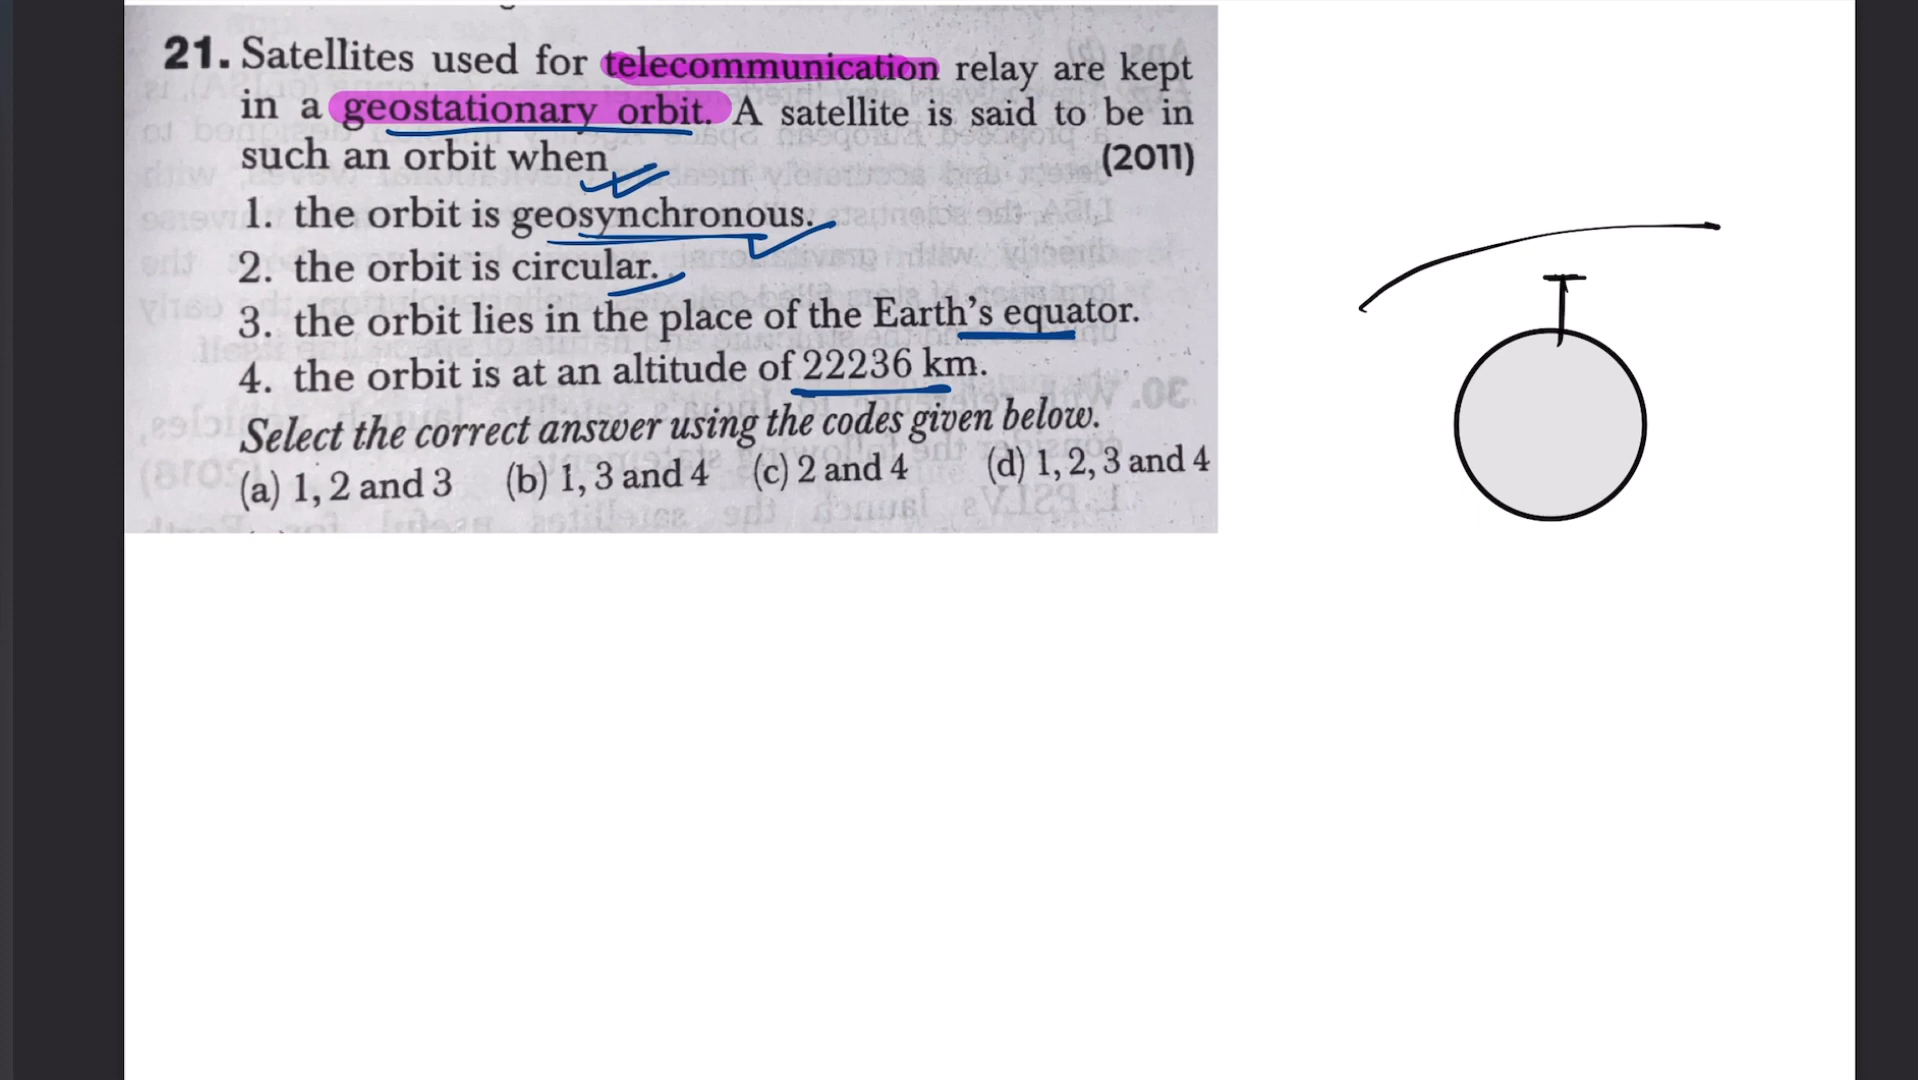 21. Satellites used for telecommunication relay are kept
in a geostationary orbit. A satellite is said to be in
such an orbit when (2011)
1. the orbit is geosynchronous.
2. the orbit is circular.
3. the orbit lies in the place of the Earth's equator.
4. the orbit is at an altitude of 22236 km.
Select the correct answer using the codes given below.
(a) 1, 2 and 3 (b) 1, 3 and 4 (c) 2 and 4 (d) 1, 2, 3 and 4